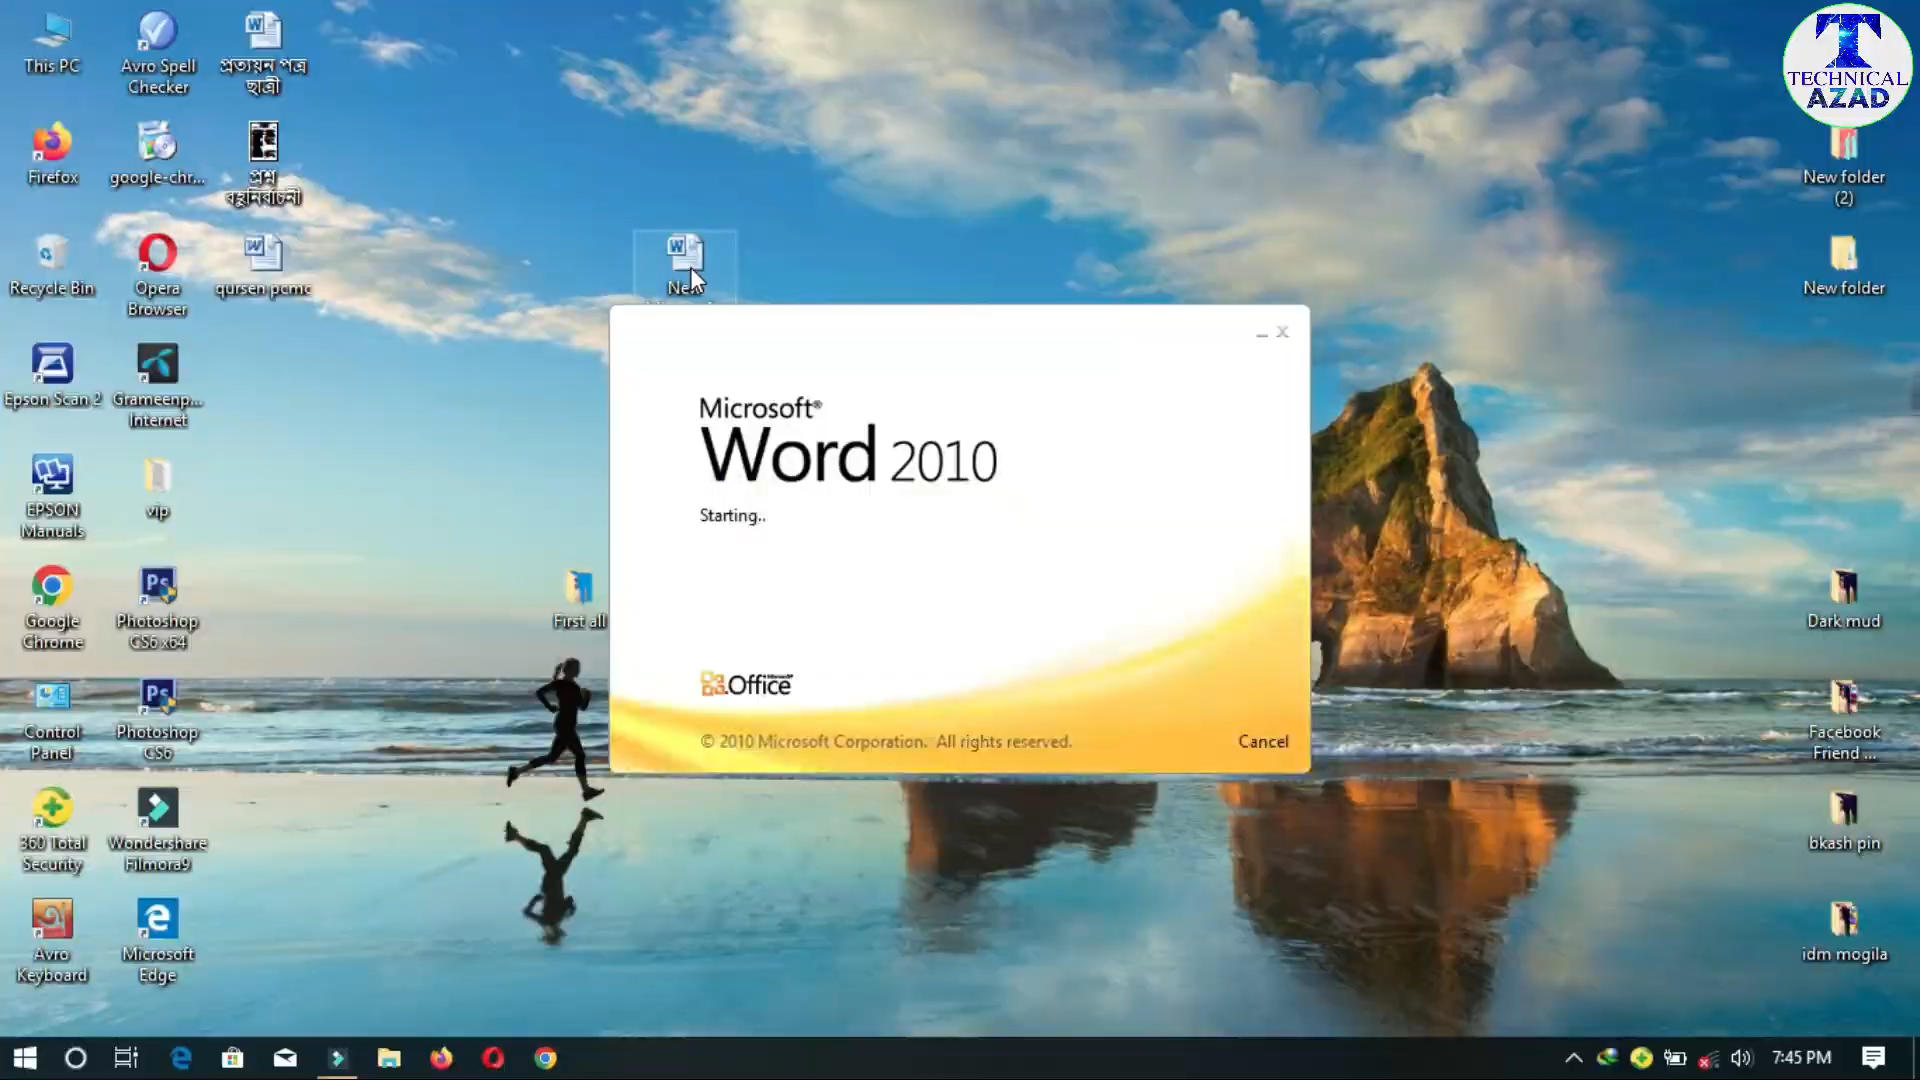 This PC
Avro Spell
Checker
প্রত্যয়ন পত্র
ছাত্রী
TECHNICAL
AZAD
Firefox
google-chr...
প্রশ্ন
বহুনির্বাচনী
New folder
(2)
Recycle Bin
Opera
Browser
qursen pcmc
New folder
Epson Scan 2
Grameenp...
Internet
EPSON
Manuals
vip
Microsoft®
Word 2010
Starting..
Google
Chrome
Photoshop
CS6 x64
First all
Dark mud
Control
Panel
Photoshop
CS6
Office
© 2010 Microsoft Corporation. All rights reserved.
Cancel
Facebook
Friend ...
360 Total
Security
Wondershare
Filmora9
bkash pin
Avro
Keyboard
Microsoft
Edge
idm mogila
7:45 PM